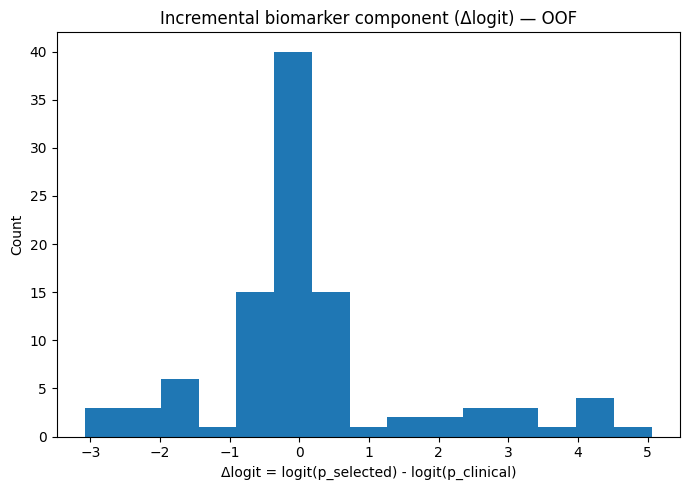 Incremental biomarker component (Δlogit) — OOF
Count
40
35
30
25
20
15
10
5
0
−3 −2 −1 0 1 2 3 4 5
Δlogit = logit(p_selected) - logit(p_clinical)